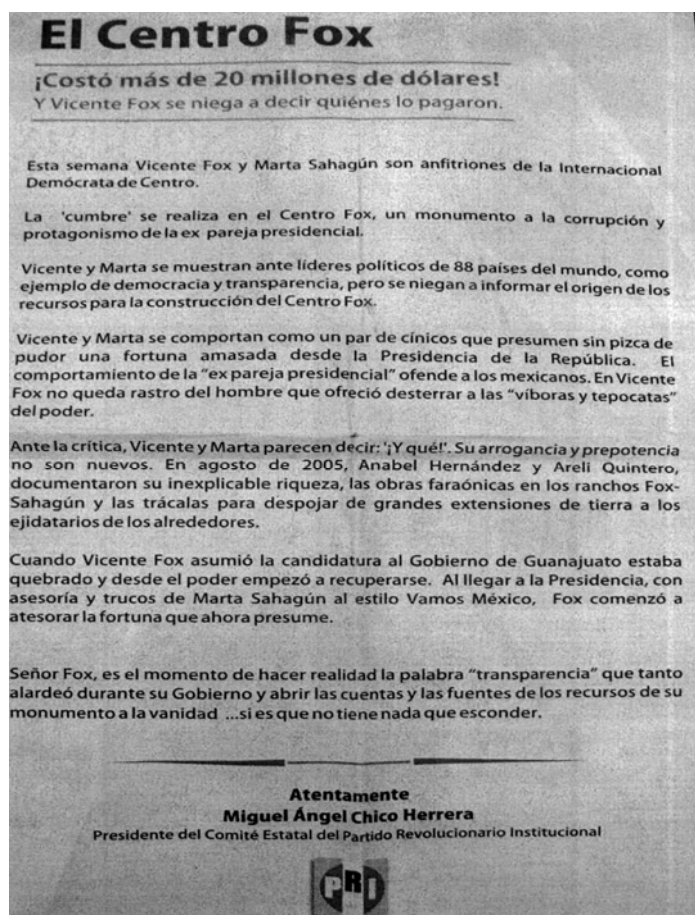 El Centro Fox
¡Costó más de 20 millones de dólares!
Y Vicente Fox se niega a decir quiénes lo pagaron.
Esta semana Vicente Fox y Marta Sahagún son anfitriones de la Internacional
Demócrata de Centro.
La 'cumbre' se realiza en el Centro Fox, un monumento a la corrupción y
protagonismo de la ex pareja presidencial.
Vicente y Marta se muestran ante líderes políticos de 88 países del mundo, como
ejemplo de democracia y transparencia, pero se niegan a informar el origen de los
recursos para la construcción del Centro Fox.
Vicente y Marta se comportan como un par de cínicos que presumen sin pizca de
pudor una fortuna amasada desde la Presidencia de la República. El
comportamiento de la “ex pareja presidencial” ofende a los mexicanos. En Vicente
Fox no queda rastro del hombre que ofreció desterrar a las “víboras y tepocatas”
del poder.
Ante la crítica, Vicente y Marta parecen decir: '¡Y qué!'. Su arrogancia y prepotencia
no son nuevos. En agosto de 2005, Anabel Hernández y Areli Quintero,
documentaron su inexplicable riqueza, las obras faraónicas en los ranchos Fox-
Sahagún y las trácalas para despojar de grandes extensiones de tierra a los
ejidatarios de los alrededores.
Cuando Vicente Fox asumió la candidatura al Gobierno de Guanajuato estaba
quebrado y desde el poder empezó a recuperarse. Al llegar a la Presidencia, con
asesoría y trucos de Marta Sahagún al estilo Vamos México, Fox comenzó a
atesorar la fortuna que ahora presume.
Señor Fox, es el momento de hacer realidad la palabra “transparencia” que tanto
alardeó durante su Gobierno y abrir las cuentas y las fuentes de los recursos de su
monumento a la vanidad ...si es que no tiene nada que esconder.
Atentamente
Miguel Ángel Chico Herrera
Presidente del Comité Estatal del Partido Revolucionario Institucional
PRI